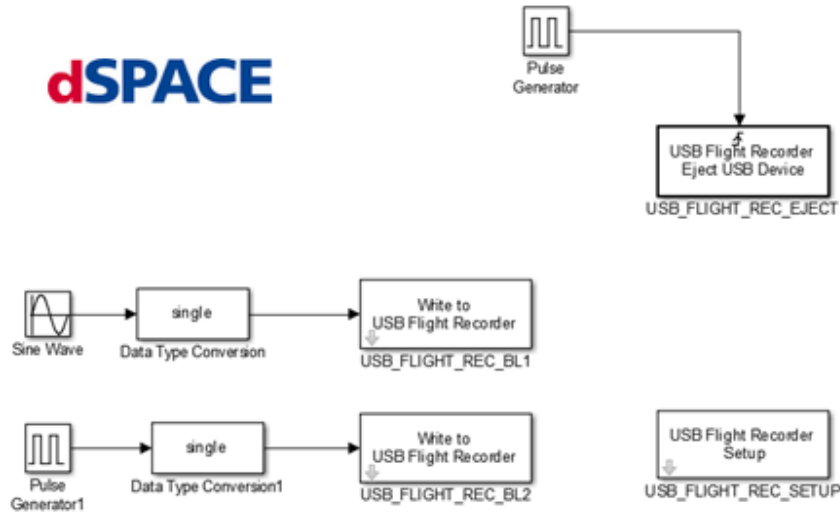 dSPACE
Pulse
Generator
USB Flight Recorder
Eject USB Device
USB_FLIGHT_REC_EJECT
Sine Wave
single
Data Type Conversion
Write to
USB Flight Recorder
USB_FLIGHT_REC_BL1
Pulse
Generator1
single
Data Type Conversion1
Write to
USB Flight Recorder
USB_FLIGHT_REC_BL2
USB Flight Recorder
Setup
USB_FLIGHT_REC_SETUP